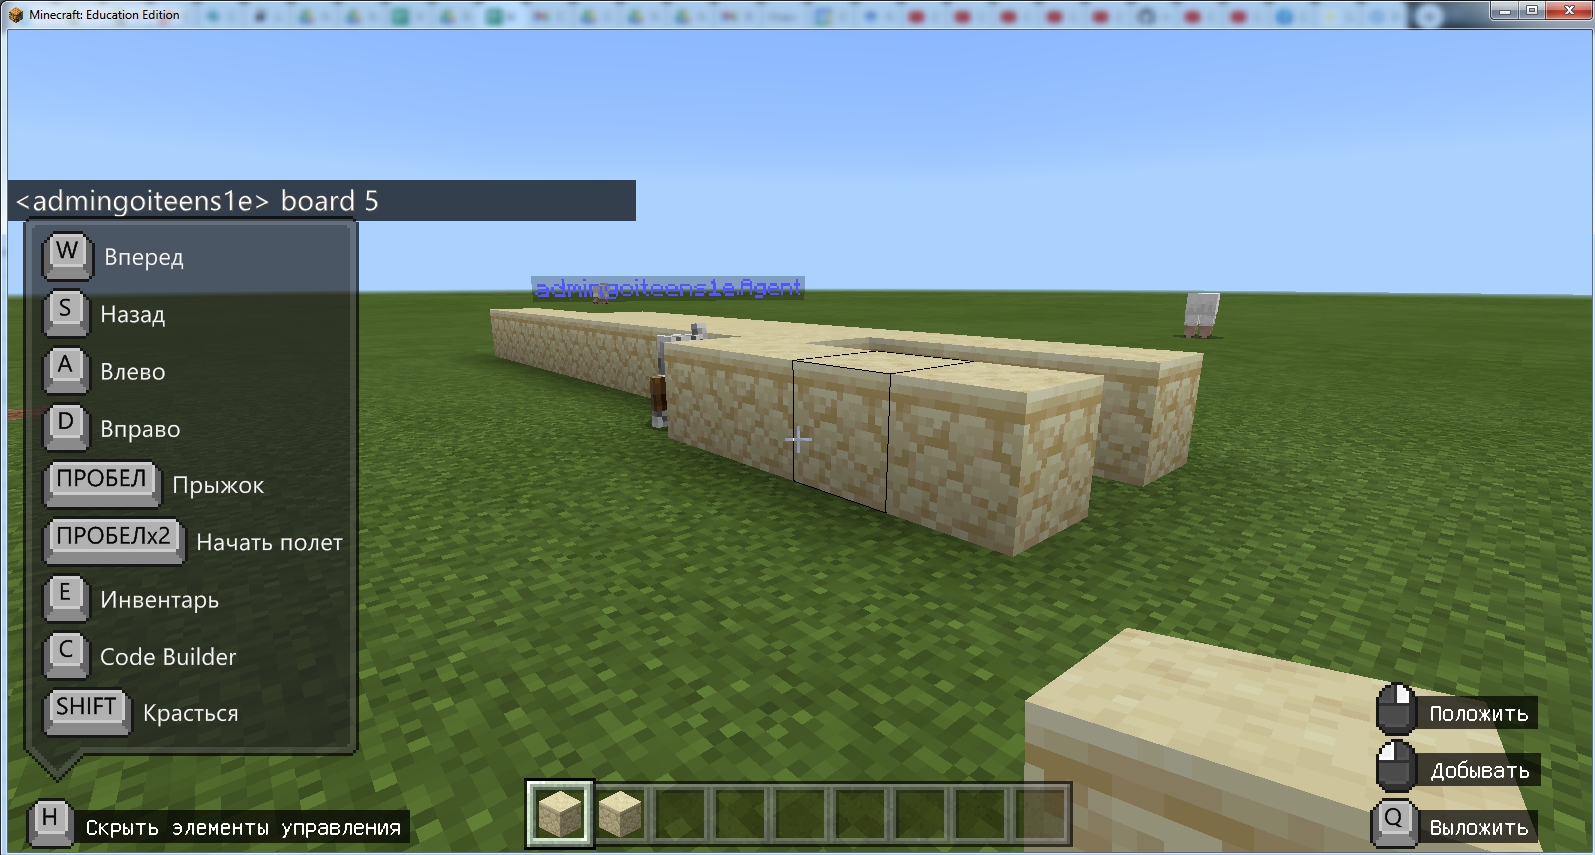 Minecraft: Education Edition
<admingoiteens1e> board 5
admingoiteens1e.Agent
W Вперед
S Назад
A Влево
D Вправо
ПРОБЕЛ Прыжок
ПРОБЕЛx2 Начать полет
E Инвентарь
C Code Builder
SHIFT Красться
H Скрыть элементы управления
Положить
Добывать
Q Выложить